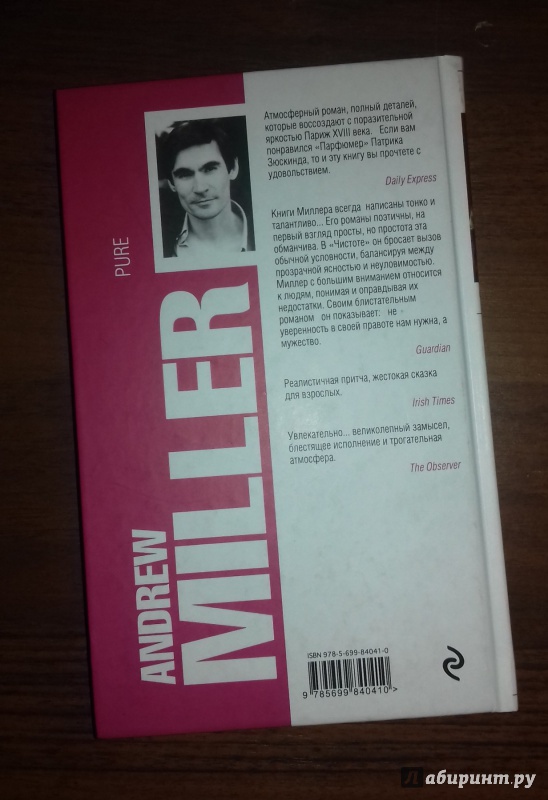 PURE
ANDREW
MILLER
Атмосферный роман, полный деталей,
которые воссоздают с поразительной
яркостью Париж XVIII века. Если вам
понравился «Парфюмер» Патрика
Зюскинда, то и эту книгу вы прочтете с
удовольствием.
Daily Express
Книги Миллера всегда написаны тонко и
талантливо... Его романы поэтичны, на
первый взгляд просты, но простота эта
обманчива. В «Чистоте» он бросает вызов
обычной условности, балансируя между
прозрачной ясностью и неуловимостью.
Миллер с большим вниманием относится
к людям, понимая и оправдывая их
недостатки. Своим блистательным
романом он показывает: не -
уверенность в своей правоте нам нужна, а
мужество.
Guardian
Реалистичная притча, жестокая сказка
для взрослых.
Irish Times
Увлекательно... великолепный замысел,
блестящее исполнение и трогательная
атмосфера.
The Observer
ISBN 978-5-699-84041-0
9 785699 840410>
Лабиринт.ру